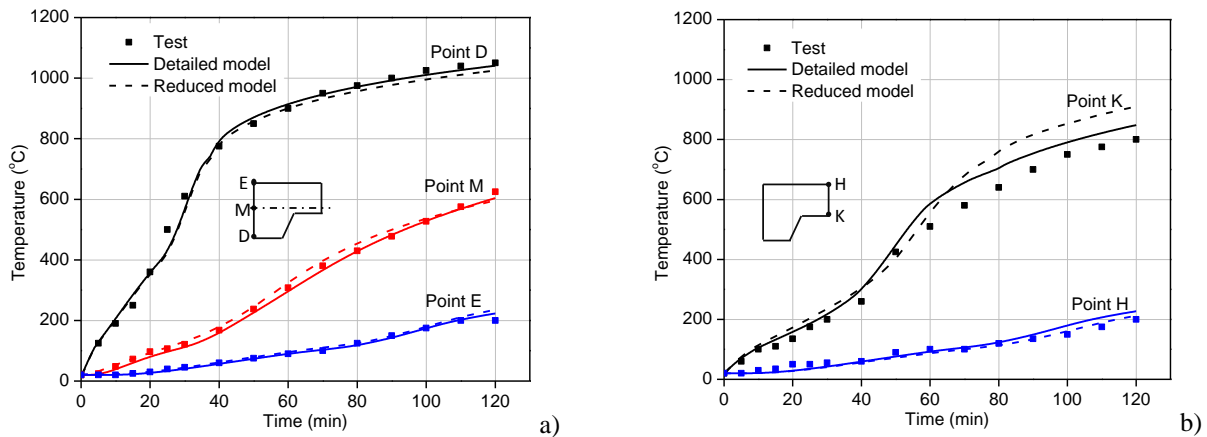 1200
1000
800
600
400
200
0
Temperature (°C)
Test
Detailed model
Reduced model
Point D
Point M
Point E
E
M
D
0 20 40 60 80 100 120
Time (min)
a)
1200
1000
800
600
400
200
0
Temperature (°C)
Test
Detailed model
Reduced model
Point K
Point H
H
K
0 20 40 60 80 100 120
Time (min)
b)